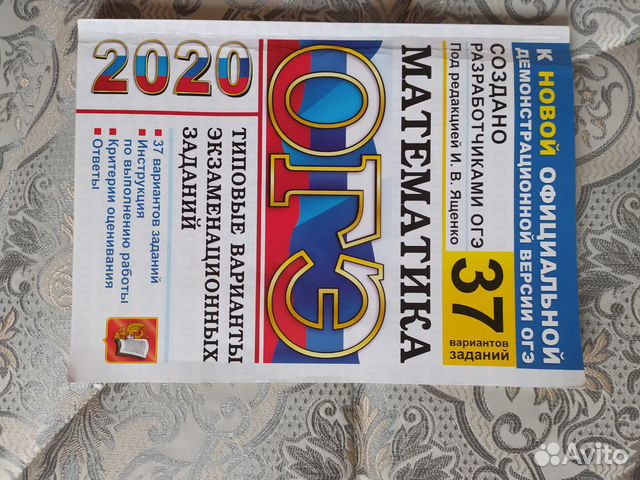 К НОВОЙ ОФИЦИАЛЬНОЙ
ДЕМОНСТРАЦИОННОЙ ВЕРСИИ ОГЭ
СОЗДАНО
РАЗРАБОТЧИКАМИ ОГЭ
Под редакцией И. В. Ященко
37
вариантов
заданий
МАТЕМАТИКА
ОГЭ
2020
ТИПОВЫЕ ВАРИАНТЫ
ЭКЗАМЕНАЦИОННЫХ
ЗАДАНИЙ
37 вариантов заданий
Инструкция
по выполнению работы
Критерии оценивания
Ответы
Avito